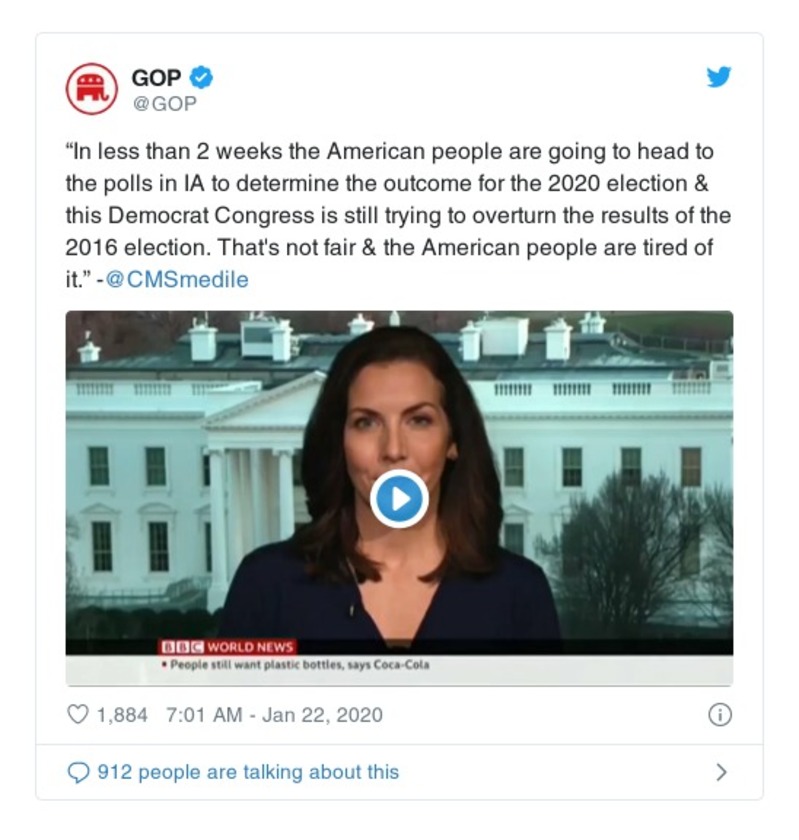 GOP
@GOP
“In less than 2 weeks the American people are going to head to
the polls in IA to determine the outcome for the 2020 election &
this Democrat Congress is still trying to overturn the results of the
2016 election. That's not fair & the American people are tired of
it.” -@CMSmedile
BBC WORLD NEWS
People still want plastic bottles, says Coca-Cola
1,884 7:01 AM - Jan 22, 2020
912 people are talking about this